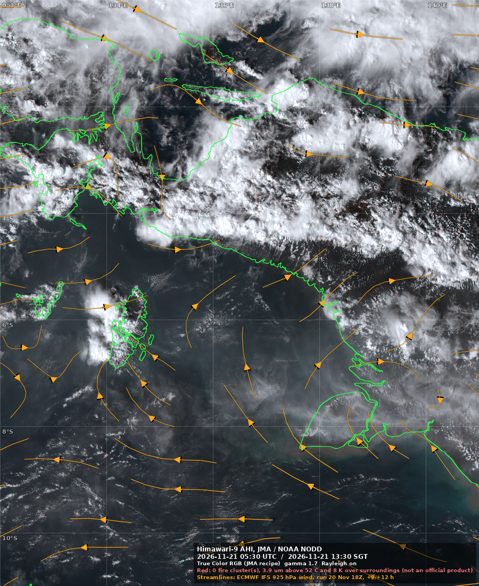 8°S
10°S
Himawari-9 AHI, JMA / NOAA NODD
2026-11-21 05:30 UTC / 2026-11-21 13:30 SGT
True Color RGB (JMA recipe) gamma 1.7 Rayleigh on
Red: 0 fire cluster(s), 3.9 um above 52 C and 8 K over surroundings (not an official product)
Streamlines: ECMWF IFS 925 hPa wind, run 20 Nov 18Z,